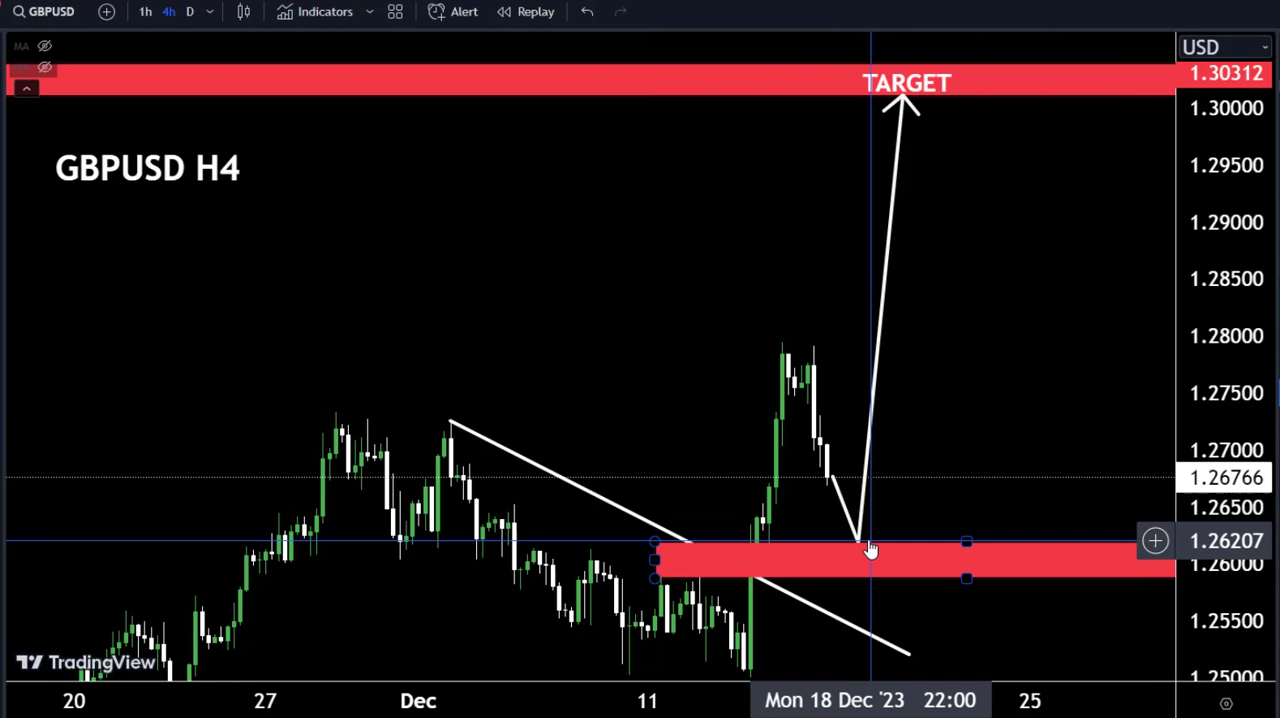 GBPUSD 1h 4h D Indicators Alert Replay
MA
USD
TARGET
1.30312
1.30000
GBPUSD H4
1.29500
1.29000
1.28500
1.28000
1.27500
1.27000
1.26766
1.26500
1.26207
1.26000
1.25500
TradingView
1.25000
20 27 Dec 11 Mon 18 Dec '23 22:00 25